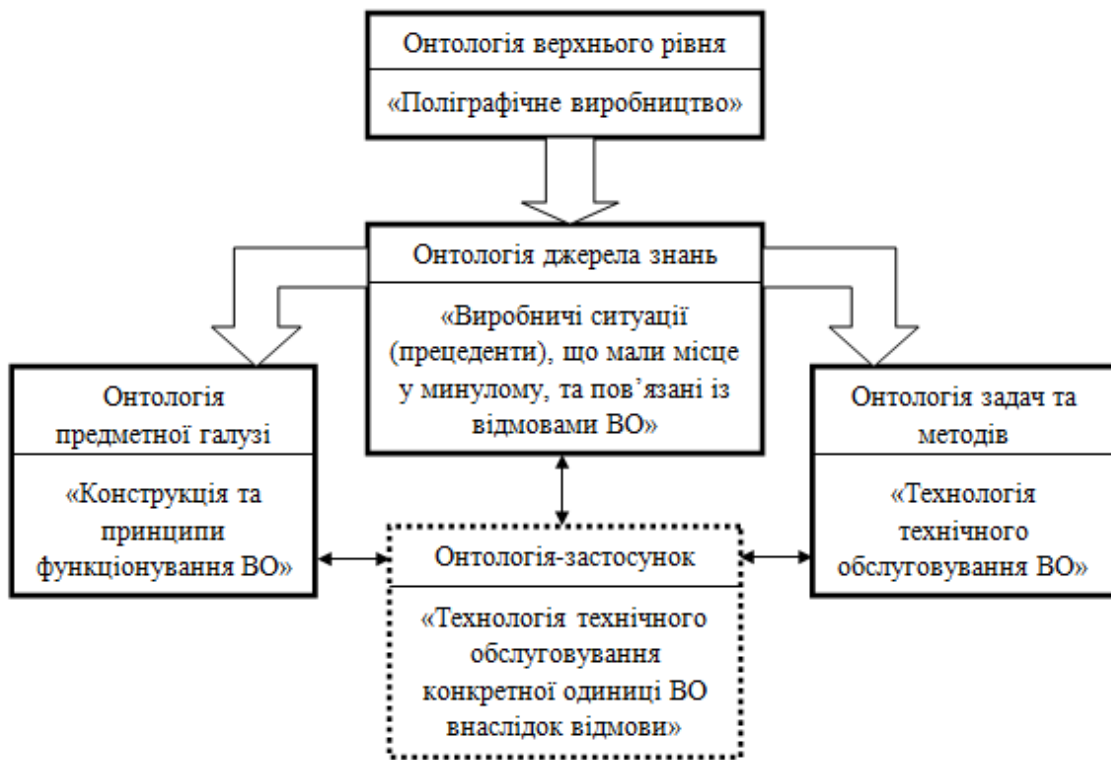 Онтологія верхнього рівня
«Поліграфічне виробництво»
Онтологія джерела знань
«Виробничі ситуації
(прецеденти), що мали місце
у минулому, та пов’язані із
відмовами ВО»
Онтологія
предметної галузі
«Конструкція та
принципи
функціонування ВО»
Онтологія задач та
методів
«Технологія
технічного
обслуговування ВО»
Онтологія-застосунок
«Технологія технічного
обслуговування
конкретної одиниці ВО
внаслідок відмови»